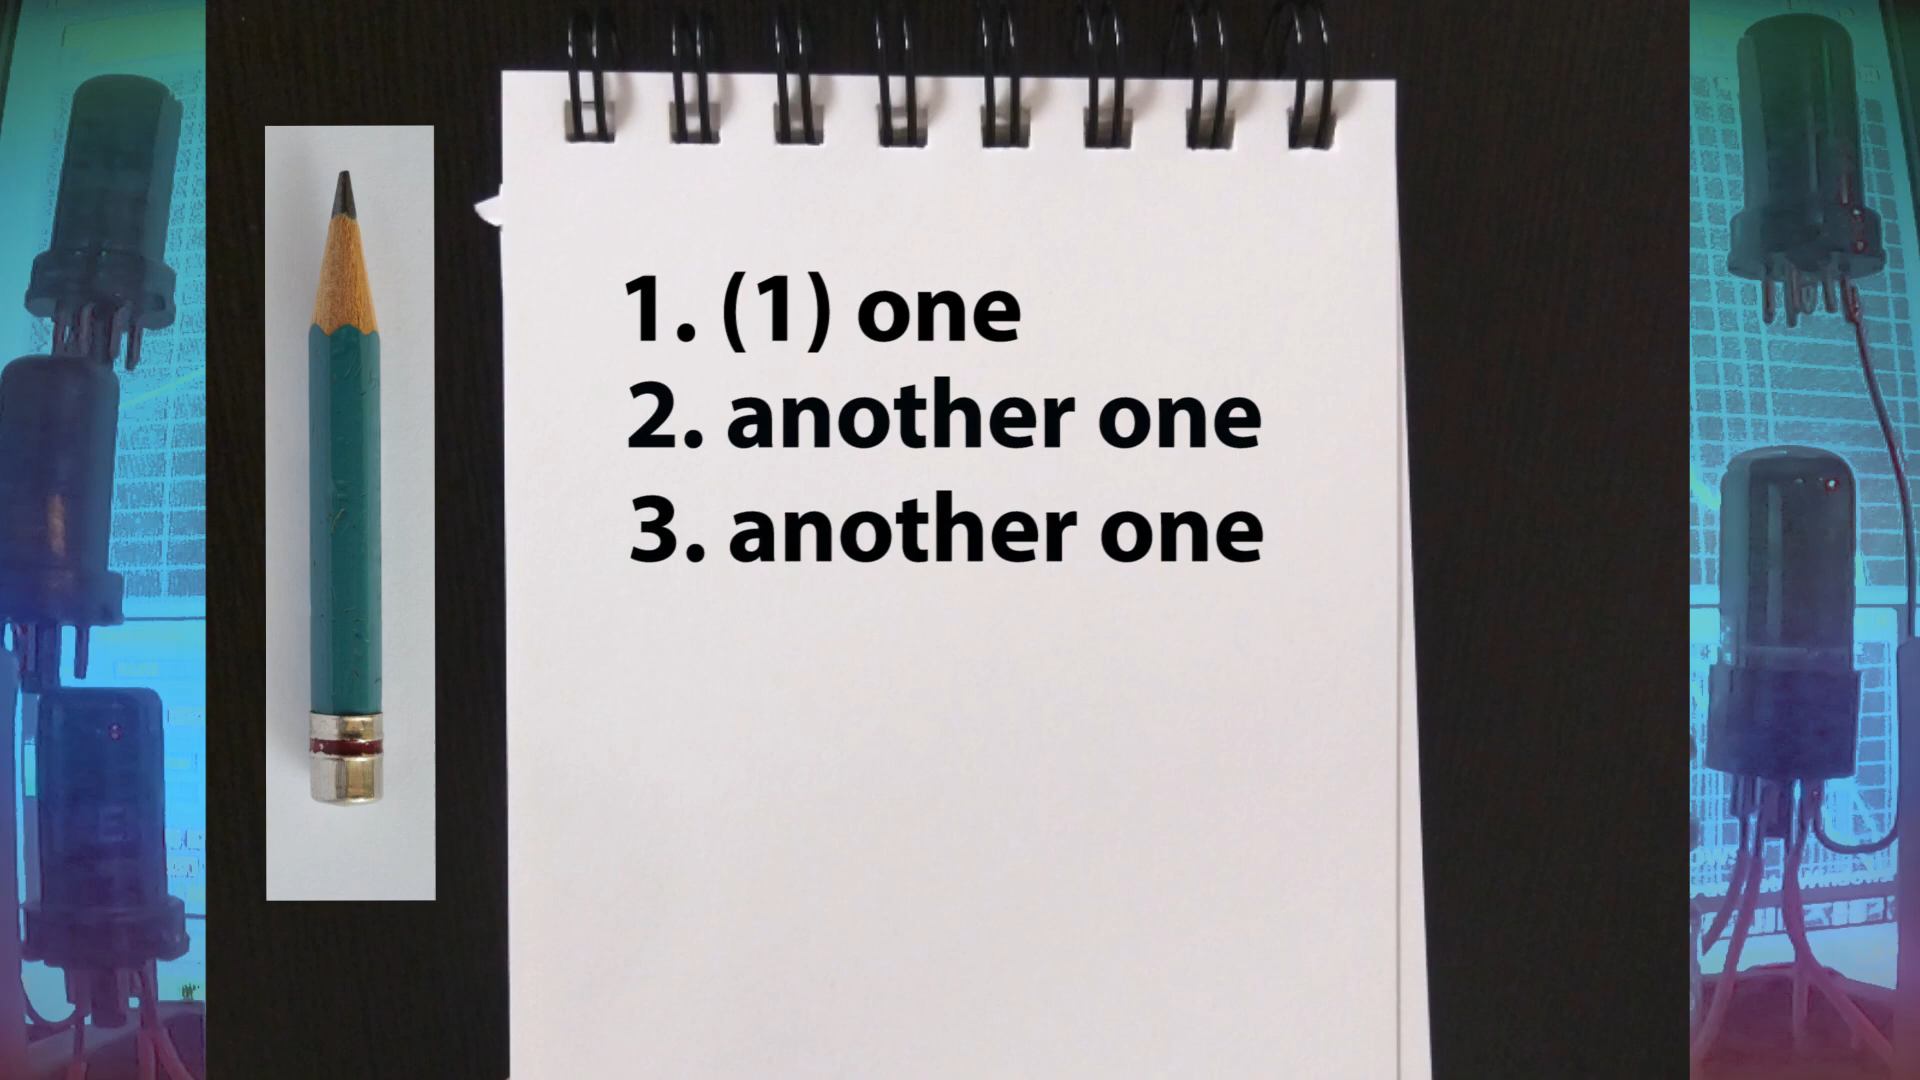 1. (1) one
2. another one
3. another one